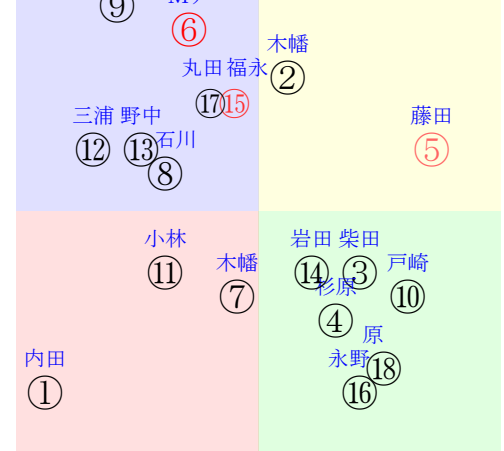 ⑨
⑥
木幡
②
丸田 福永
⑰⑮
三浦 野中
⑫ ⑬
石川
⑧
藤田
⑤
小林
⑪
木幡
⑦
岩田 柴田
⑭ ③
戸崎
⑩
杉原
④
原
⑱
永野
⑯
内田
①